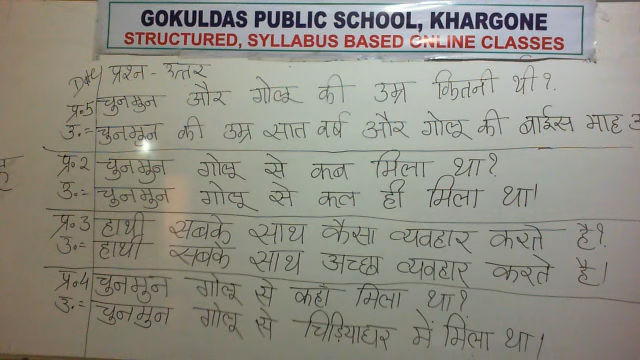 GOKULDAS PUBLIC SCHOOL, KHARGONE
STRUCTURED, SYLLABUS BASED ONLINE CLASSES
प्रश्न - उत्तर
प्र.5 चुनमुन और गोलू की उम्र कितनी थी?
उ.= चुनमुन की उम्र सात वर्ष और गोलू की बाईस माह
प्र.2 चुनमुन गोलू से कब मिला था?
उ.= चुनमुन गोलू से कल ही मिला था।
प्र.3 हाथी सबके साथ कैसा व्यवहार करते है?
उ.= हाथी सबके साथ अच्छा व्यवहार करते है।
प्र.4 चुनमुन गोलू से कहाँ मिला था?
उ.= चुनमुन गोलू से चिड़ियाघर में मिला था।